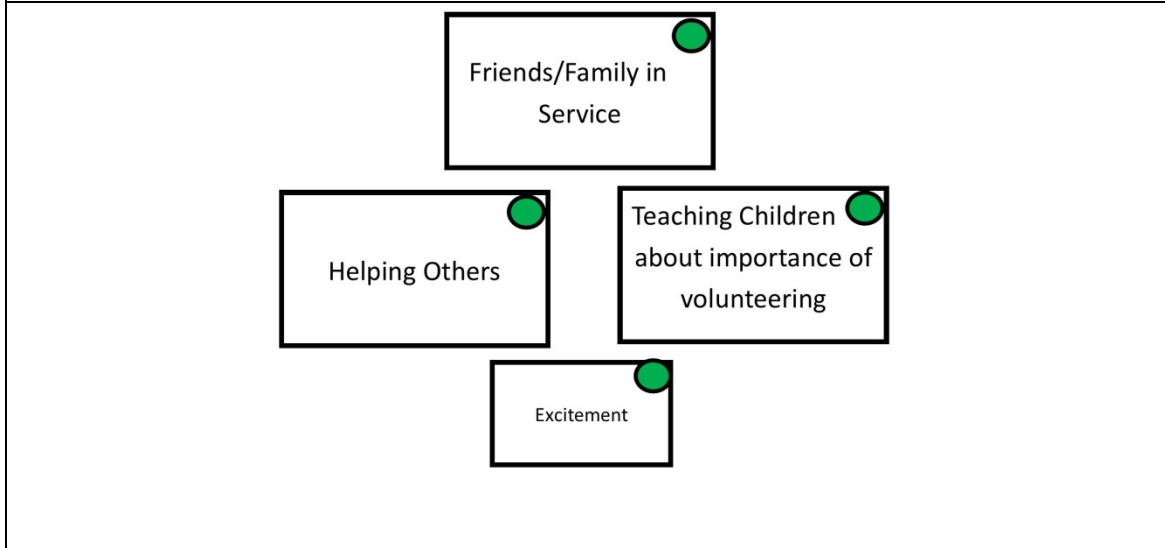 Friends/Family in
Service
Helping Others
Teaching Children
about importance of
volunteering
Excitement